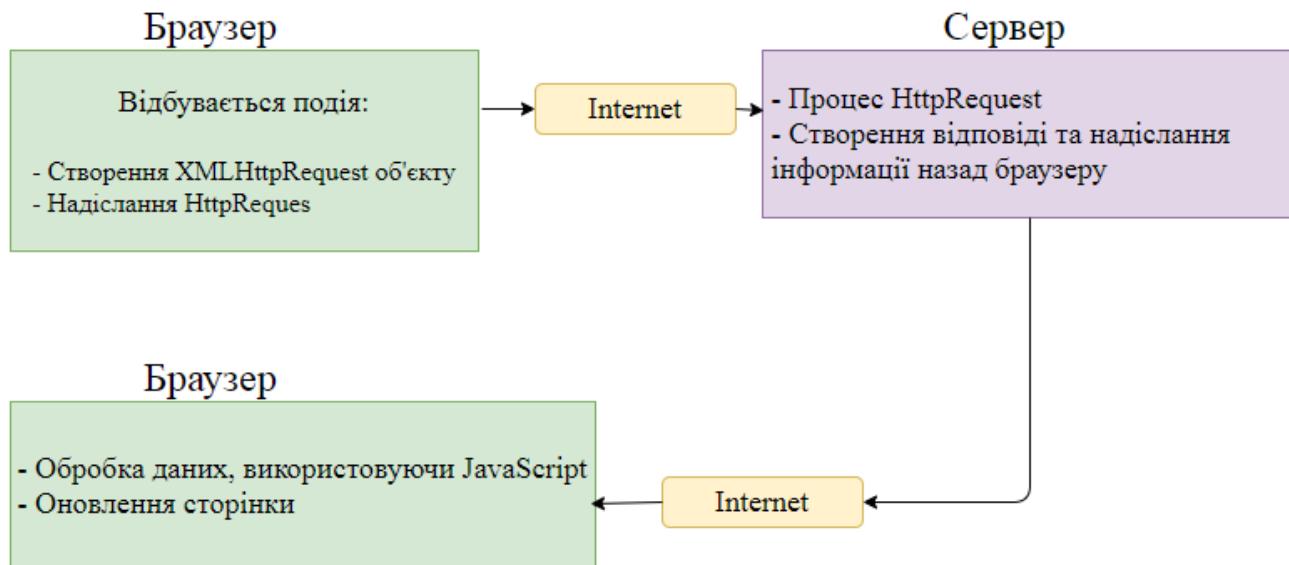 Браузер
Відбувається подія:
- Створення XMLHttpRequest об'єкту
- Надіслання HttpReques
Internet
Сервер
- Процес HttpRequest
- Створення відповіді та надіслання
інформації назад браузеру
Браузер
- Обробка даних, використовуючи JavaScript
- Оновлення сторінки
Internet